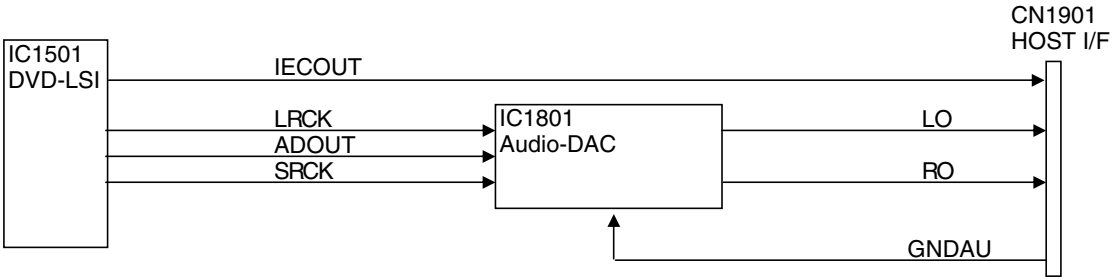 CN1901
HOST I/F
IC1501
DVD-LSI
IECOUT
LRCK
ADOUT
SRCK
IC1801
Audio-DAC
LO
RO
GNDAU